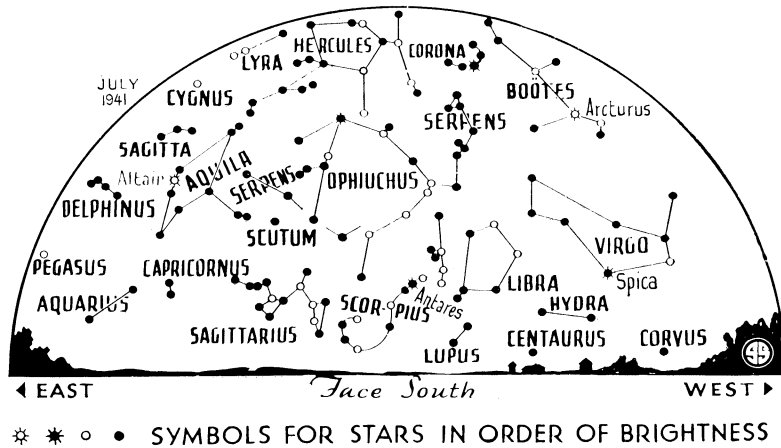 HERCULES
CORONA
LYRA
JULY
1941
CYGNUS
BOÖTES
Arcturus
SERPENS
SAGITTA
Altair
AQUILA
SERPENS
OPHIUCHUS
DELPHINUS
SCUTUM
VIRGO
PEGASUS
CAPRICORNUS
LIBRA
Spica
AQUARIUS
SCORPIUS
Antares
HYDRA
SAGITTARIUS
LUPUS
CENTAURUS
CORVUS
EAST
Face South
WEST
SYMBOLS FOR STARS IN ORDER OF BRIGHTNESS